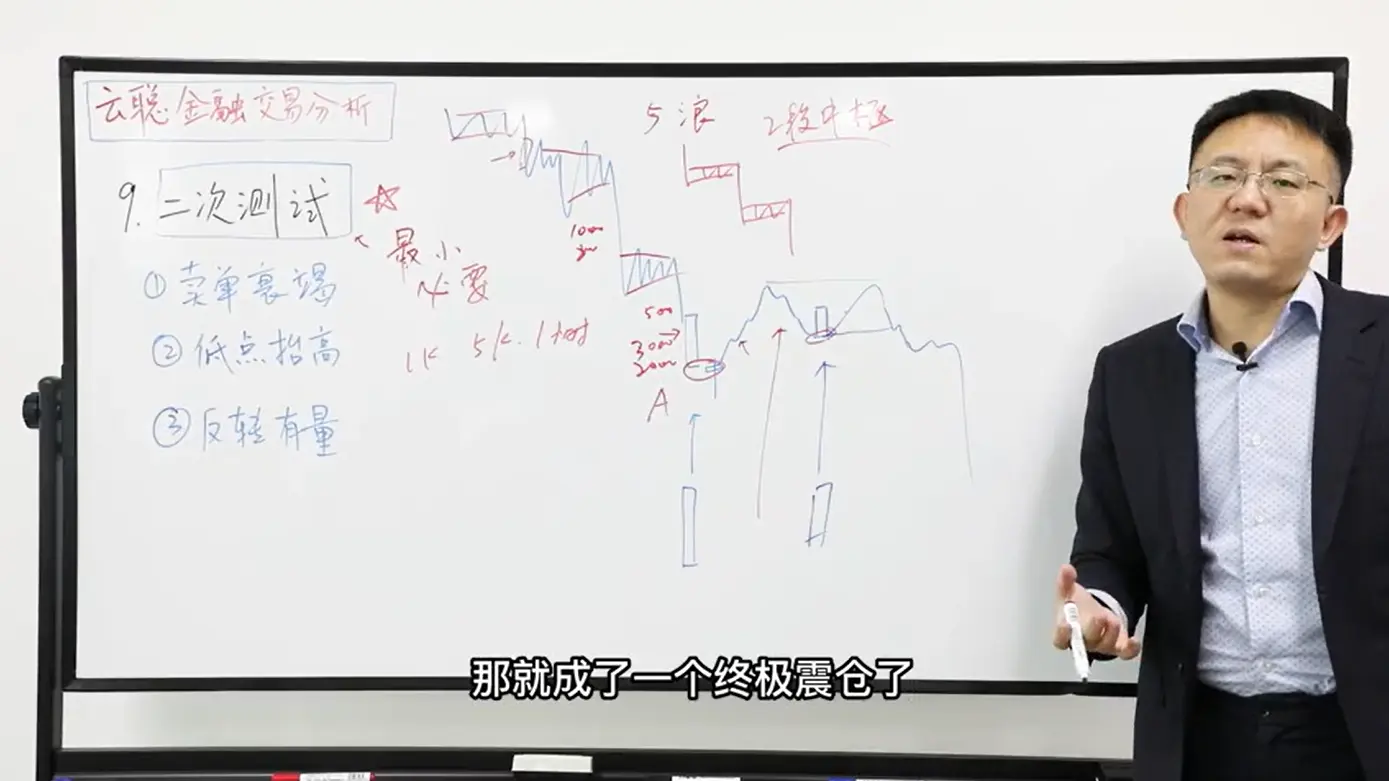 云聪金融交易分析
9. 二次测试
最小
必要
① 卖单衰竭
② 低点抬高
③ 反转有量
1K 5K. 1小时
5浪
2段中枢
1000
500
3000
2000
A
那就成了一个终极震仓了